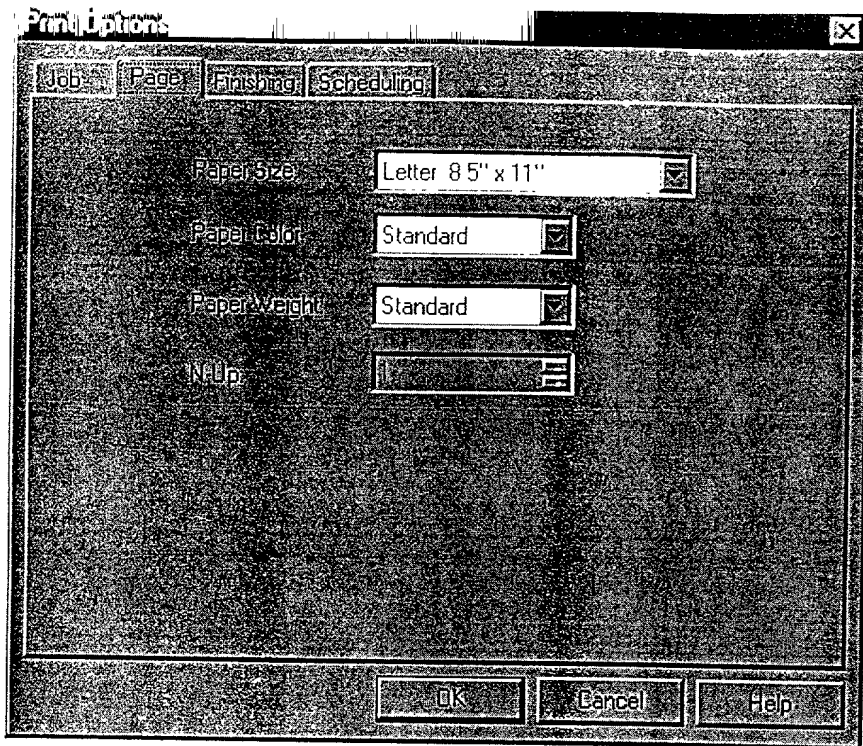 Print Options
Job Page Finishing Scheduling
Paper Size: Letter 8.5" x 11"
Paper Color: Standard
Paper Weight: Standard
N-Up: 1
OK Cancel Help